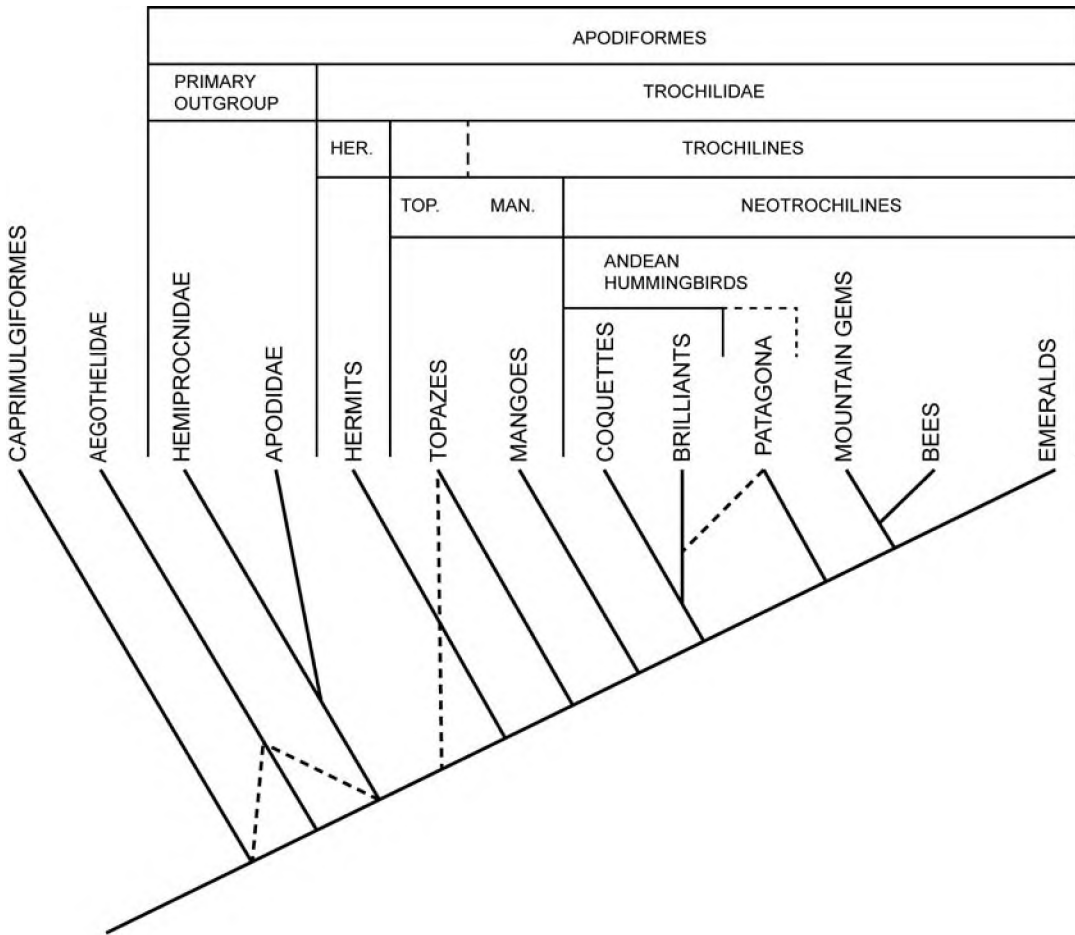 APODIFORMES
PRIMARY
OUTGROUP
TROCHILIDAE
HER.
TROCHILINES
TOP.
MAN.
NEOTROCHILINES
ANDEAN
HUMMINGBIRDS
CAPRIMULGIFORMES
AEGOTHELIDAE
HEMIPROCNIDAE
APODIDAE
HERMITS
TOPAZES
MANGOES
COQUETTES
BRILLIANTS
PATAGONA
MOUNTAIN GEMS
BEES
EMERALDS